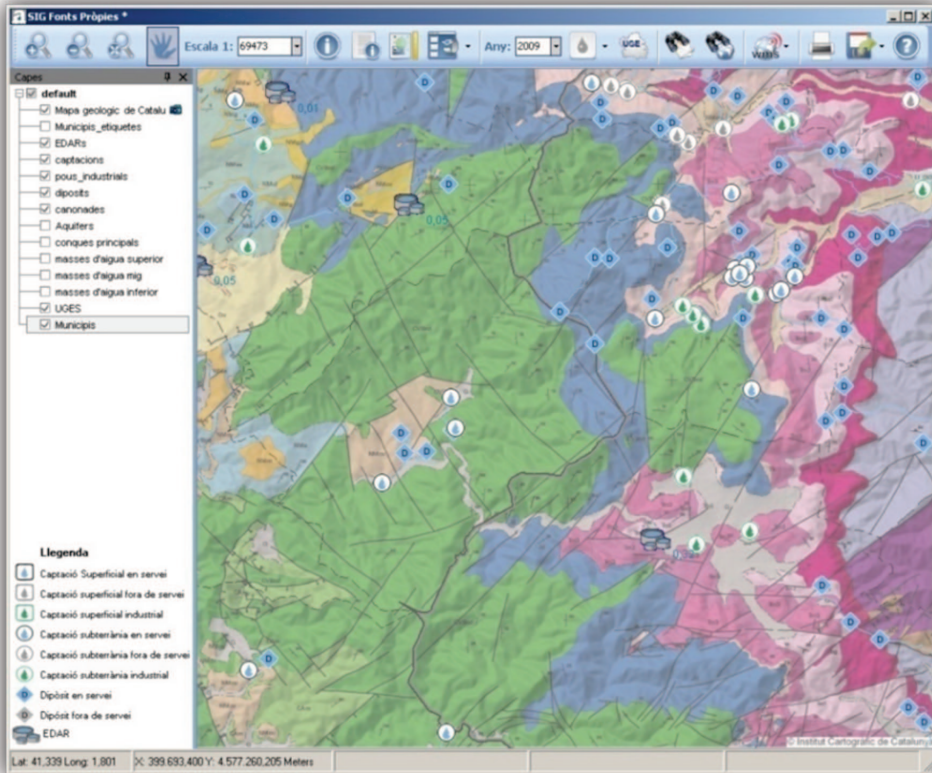 SIG Fonts Pròpies *
Escala 1: 69473
UGE
Any: 2009
WEBS
Capes
default
Mapa geològic de Catalu
Municipis_etiquetes
EDARs
captacions
pous_industrials
diposits
canonades
Aquifers
conques principals
masses d'aigua superior
masses d'aigua mig
masses d'aigua inferior
UGES
Municipis
0,01
0,05
0,05
Llegenda
Captació Superficial en servei
Captació superficial fora de servei
Captació superficial industrial
Captació subterrània en servei
Captació subterrània fora de servei
Captació subterrània industrial
Dipòsit en servei
Dipòsit fora de servei
EDAR
© Institut Cartogràfic de Catalunya
Lat: 41,339 Long: 1,801
X: 399.693,400 Y: 4.577.260,205 Meters